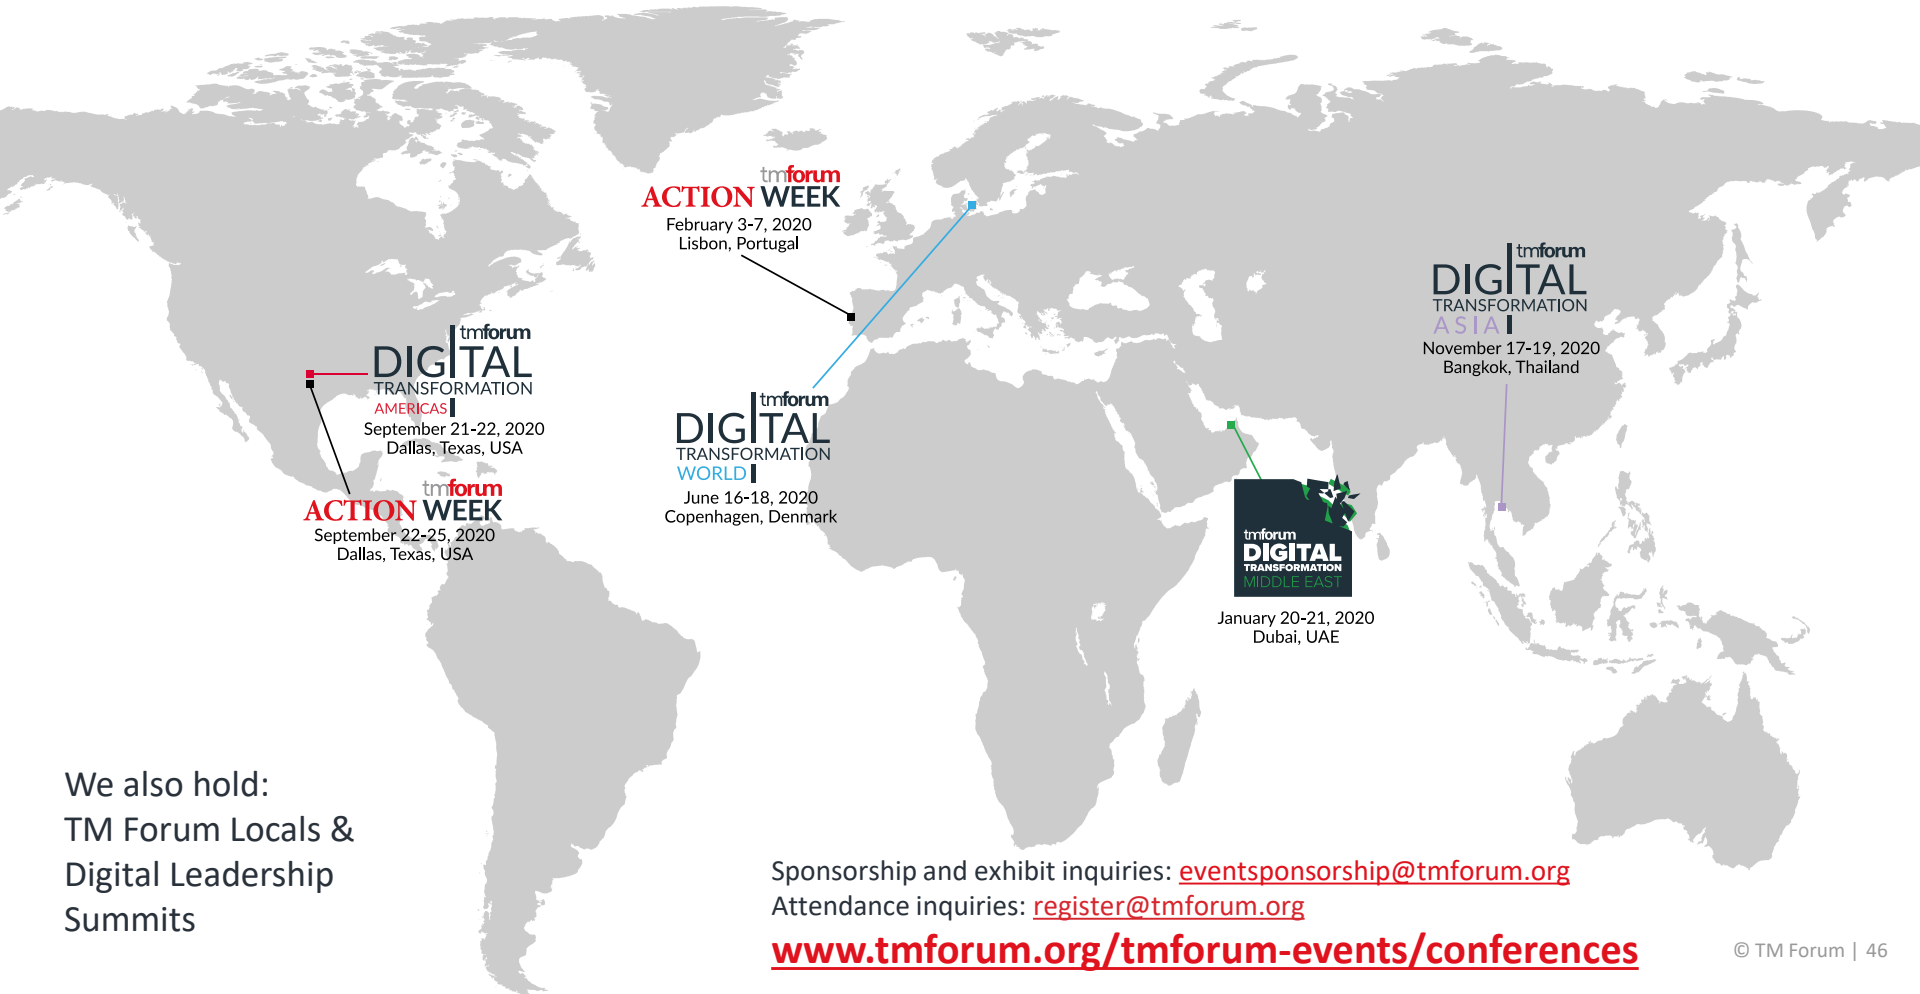 tmforum
ACTION WEEK
February 3-7, 2020
Lisbon, Portugal
tmforum
DIGITAL
TRANSFORMATION
ASIA
November 17-19, 2020
Bangkok, Thailand
tmforum
DIGITAL
TRANSFORMATION
AMERICAS
September 21-22, 2020
Dallas, Texas, USA
tmforum
ACTION WEEK
September 22-25, 2020
Dallas, Texas, USA
tmforum
DIGITAL
TRANSFORMATION
WORLD
June 16-18, 2020
Copenhagen, Denmark
tmforum
DIGITAL
TRANSFORMATION
MIDDLE EAST
January 20-21, 2020
Dubai, UAE
We also hold:
TM Forum Locals &
Digital Leadership
Summits
Sponsorship and exhibit inquiries: eventsponsorship@tmforum.org
Attendance inquiries: register@tmforum.org
www.tmforum.org/tmforum-events/conferences
© TM Forum | 46